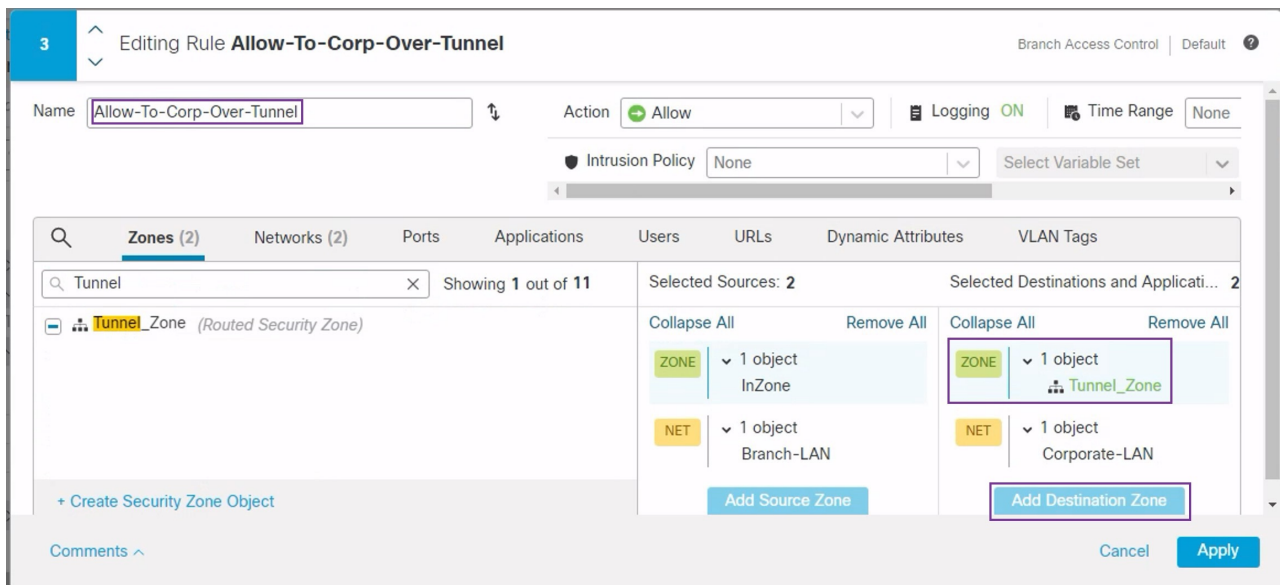 3 Editing Rule Allow-To-Corp-Over-Tunnel Branch Access Control | Default ?
Name Allow-To-Corp-Over-Tunnel Action Allow Logging ON Time Range None
Intrusion Policy None Select Variable Set
Zones (2) Networks (2) Ports Applications Users URLs Dynamic Attributes VLAN Tags
Tunnel Showing 1 out of 11 Selected Sources: 2 Selected Destinations and Applicati... 2
Tunnel_Zone (Routed Security Zone) Collapse All Remove All Collapse All Remove All
ZONE 1 object ZONE 1 object
InZone Tunnel_Zone
NET 1 object NET 1 object
Branch-LAN Corporate-LAN
+ Create Security Zone Object Add Source Zone Add Destination Zone
Comments Cancel Apply